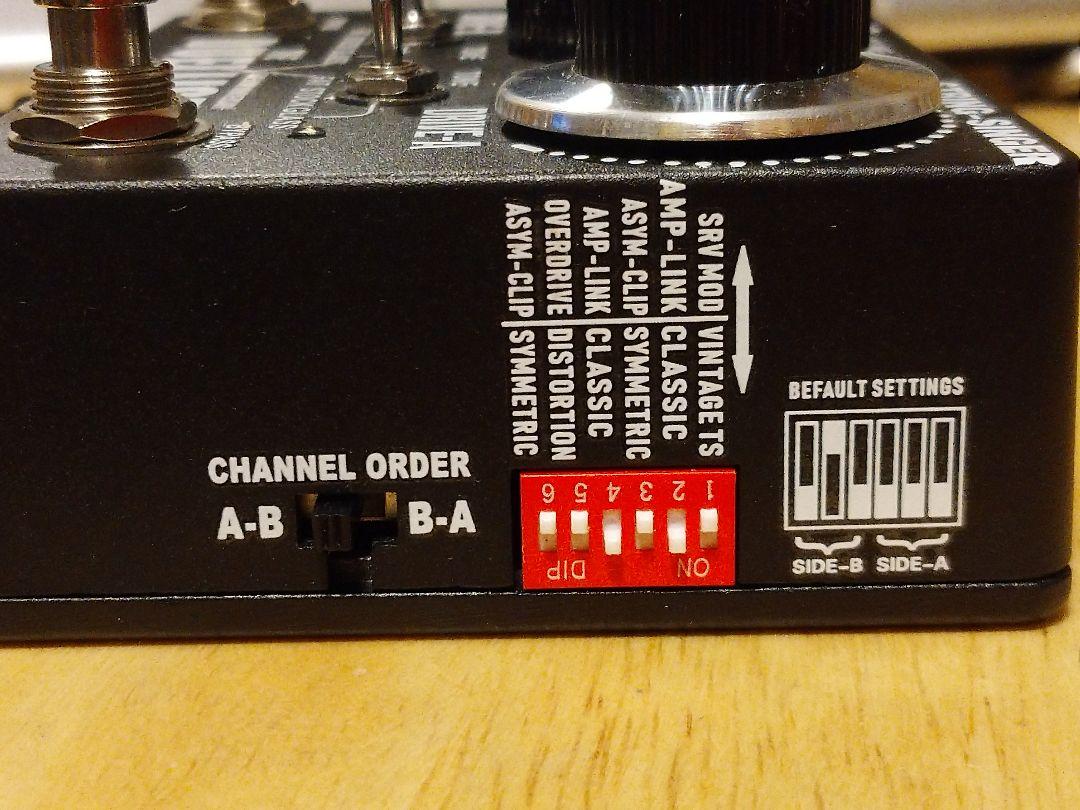 SINGER
SRV MOD VINTAGE TS
AMP-LINK CLASSIC
ASYM-CLIP SYMMETRIC
AMP-LINK CLASSIC
OVERDRIVE DISTORTION
ASYM-CLIP SYMMETRIC
BEFAULT SETTINGS
SIDE-B SIDE-A
CHANNEL ORDER
A-B B-A
ON DIP
1 2 3 4 5 6